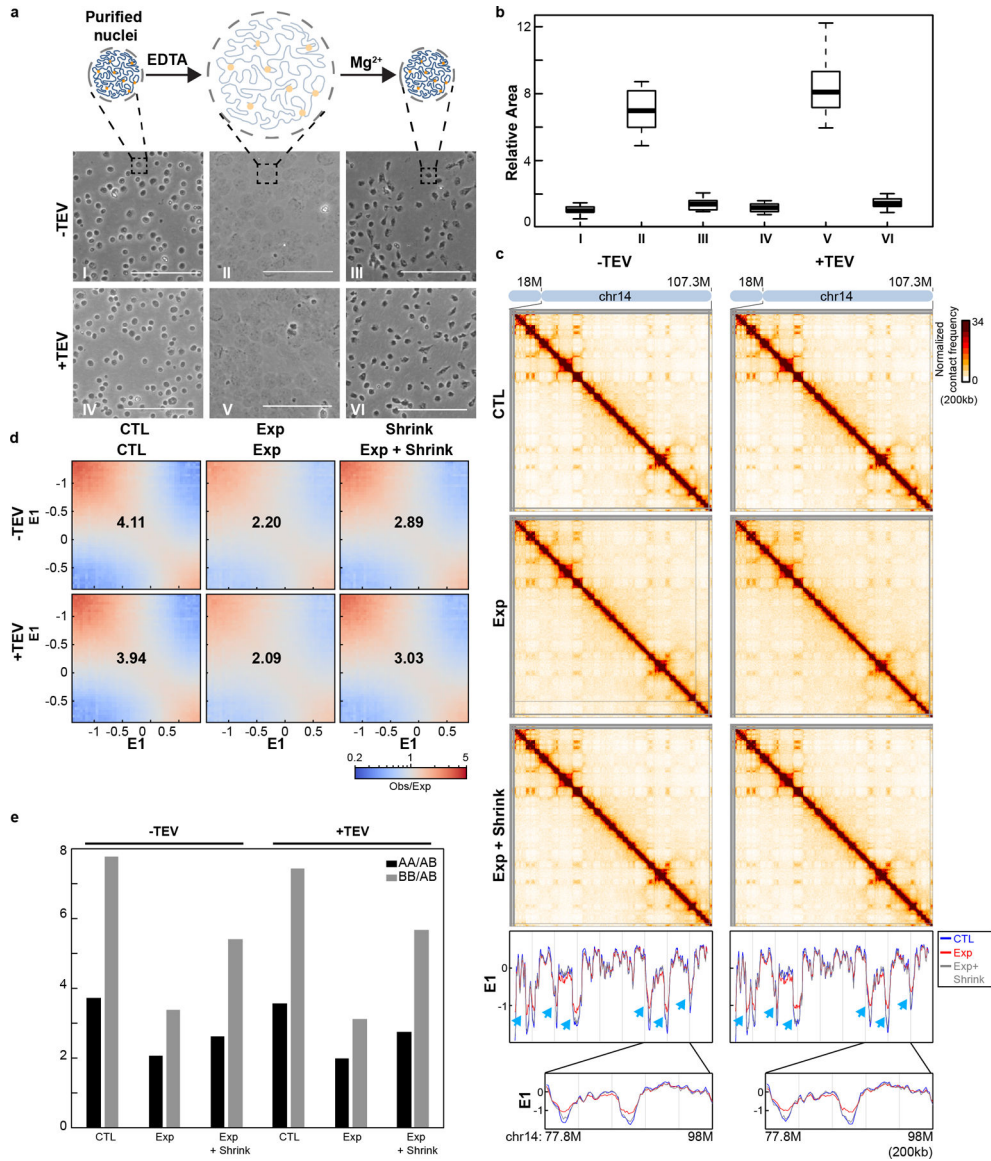 a
Purified
nuclei
EDTA
Mg2+
-TEV
I
II
III
+TEV
IV
V
VI
CTL
Exp
Shrink
b
Relative Area
12
8
4
0
I
II
III
IV
V
VI
c
-TEV
+TEV
18M
107.3M
chr14
18M
107.3M
chr14
Normalized
contact frequency
34
0
(200kb)
CTL
Exp
Exp + Shrink
E1
0
-1
CTL
Exp
Exp+
Shrink
E1
0
-1
chr14: 77.8M
98M
0
-1
77.8M
98M
(200kb)
d
CTL
Exp
Exp + Shrink
-TEV
E1
-1
-0.5
0
0.5
4.11
2.20
2.89
+TEV
E1
-1
-0.5
0
0.5
3.94
2.09
3.03
-1 -0.5 0 0.5
-1 -0.5 0 0.5
-1 -0.5 0 0.5
E1
E1
E1
0.2
1
5
Obs/Exp
e
-TEV
+TEV
AA/AB
BB/AB
8
6
4
2
0
CTL
Exp
Exp
+ Shrink
CTL
Exp
Exp
+ Shrink